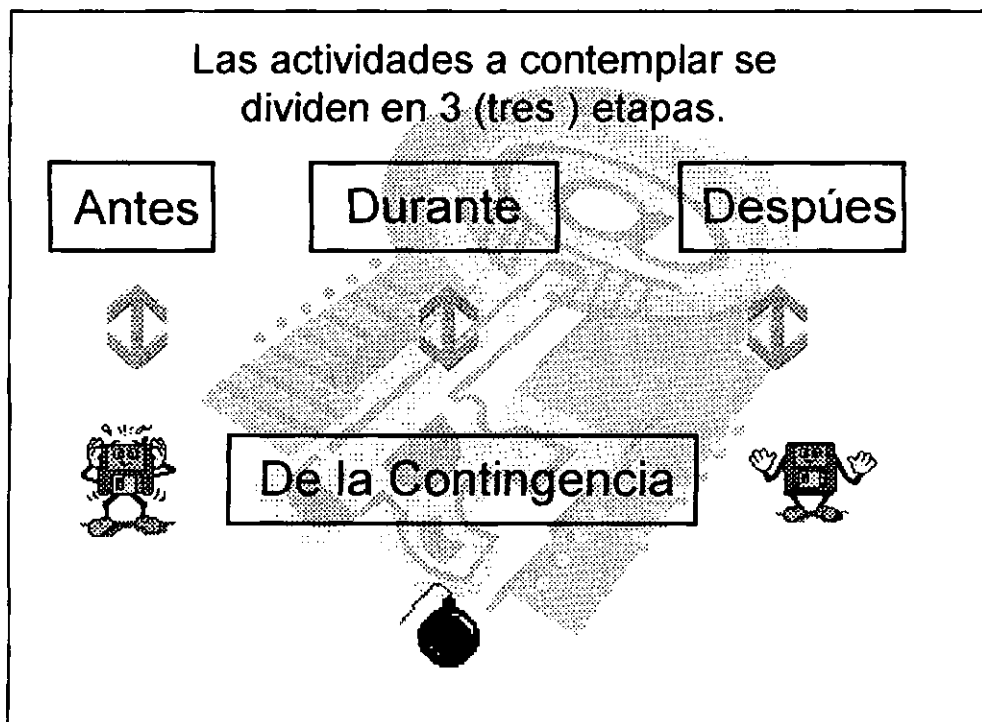 Las actividades a contemplar se
dividen en 3 (tres ) etapas.
Antes
Durante
Despúes
De la Contingencia